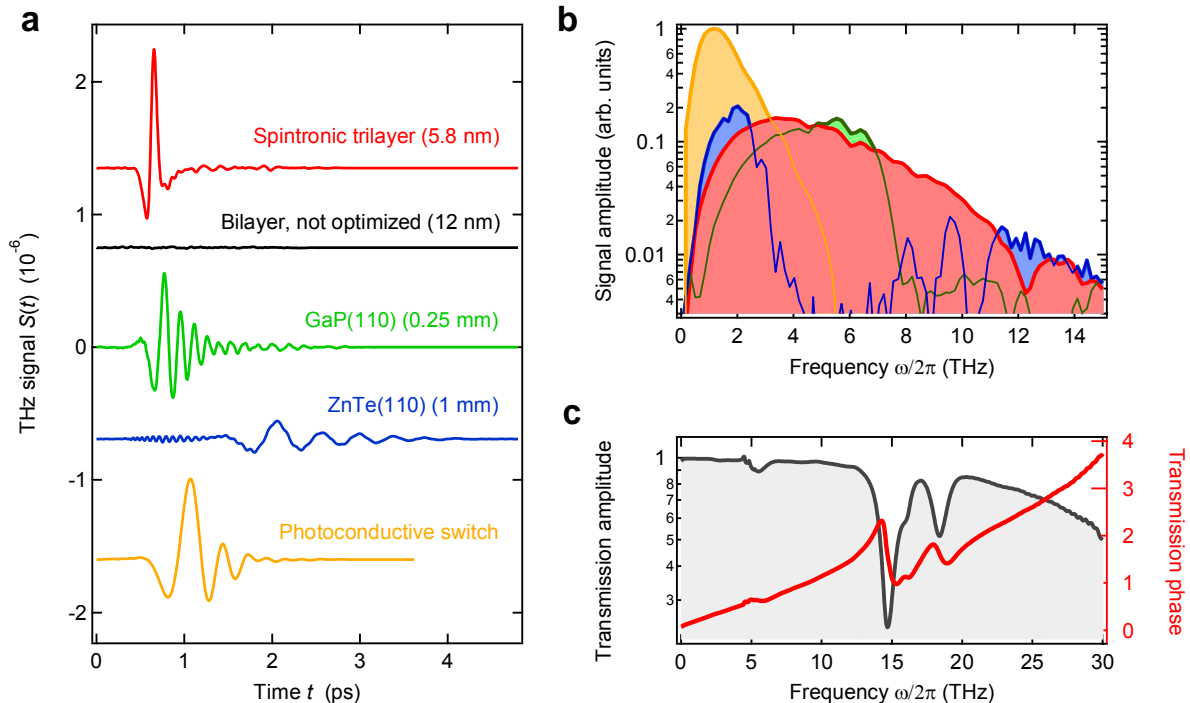 a
THz signal S(t) (10⁻⁶)
2
1
0
-1
-2
Spintronic trilayer (5.8 nm)
Bilayer, not optimized (12 nm)
GaP(110) (0.25 mm)
ZnTe(110) (1 mm)
Photoconductive switch
0 1 2 3 4
Time t (ps)
b
Signal amplitude (arb. units)
1
6
4
2
0.1
6
4
2
0.01
6
4
0 2 4 6 8 10 12 14
Frequency ω/2π (THz)
c
Transmission amplitude
1
8
7
6
5
4
3
Transmission phase
4
3
2
1
0
0 5 10 15 20 25 30
Frequency ω/2π (THz)